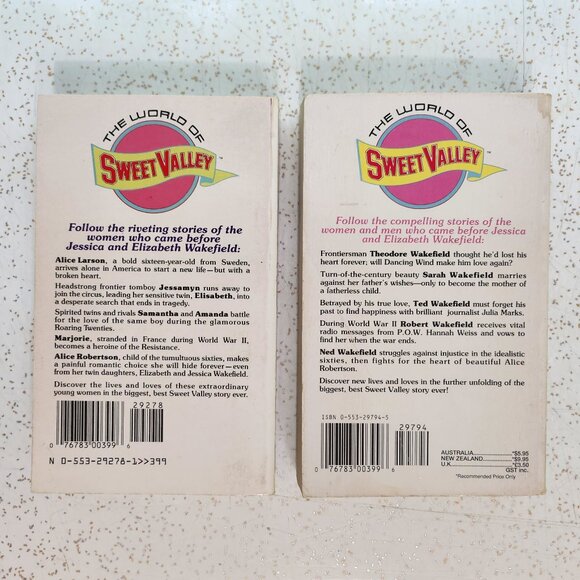 THE WORLD OF
SWEET VALLEY
Follow the riveting stories of the
women who came before
Jessica and Elizabeth Wakefield:
Alice Larson, a bold sixteen-year-old from Sweden,
arrives alone in America to start a new life—but with
a broken heart.
Headstrong frontier tomboy Jessamyn runs away to
join the circus, leading her sensitive twin, Elisabeth, into
a desperate search that ends in tragedy.
Spirited twins and rivals Samantha and Amanda battle
for the love of the same boy during the glamorous
Roaring Twenties.
Marjorie, stranded in France during World War II,
becomes a heroine of the Resistance.
Alice Robertson, child of the tumultuous sixties, makes
a painful romantic choice she will hide forever—even
from her twin daughters, Elizabeth and Jessica Wakefield.
Discover the lives and loves of these extraordinary
young women in the biggest, best Sweet Valley story ever.
29278
0 76783 00399 6
N 0-553-29278-1>>399
THE WORLD OF
SWEET VALLEY™
Follow the compelling stories of the
women and men who came before Jessica
and Elizabeth Wakefield:
Frontiersman Theodore Wakefield thought he'd lost his
heart forever; will Dancing Wind make him love again?
Turn-of-the-century beauty Sarah Wakefield marries
against her father's wishes—only to become the mother of
a fatherless child.
Betrayed by his true love, Ted Wakefield must forget his
past to find happiness with brilliant journalist Julia Marks.
During World War II Robert Wakefield receives vital
radio messages from P.O.W. Hannah Weiss and vows to
find her when the war ends.
Ned Wakefield struggles against injustice in the idealistic
sixties, then fights for the heart of beautiful Alice
Robertson.
Discover new lives and loves in the further unfolding of the
biggest, best Sweet Valley story ever!
ISBN 0-553-29794-5
29794
0 76783 00399 6
AUSTRALIA *$5.95
NEW ZEALAND *$9.95
U.K. *£3.50
GST inc.
*Recommended Price Only